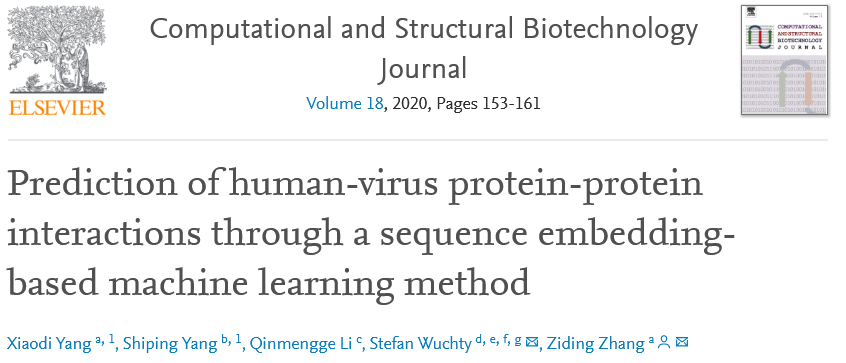 Computational and Structural Biotechnology
Journal
Volume 18, 2020, Pages 153-161
ELSEVIER
COMPUTATIONAL
AND STRUCTURAL
BIOTECHNOLOGY
JOURNAL
Prediction of human-virus protein-protein
interactions through a sequence embedding-
based machine learning method
Xiaodi Yang a, 1, Shiping Yang b, 1, Qinmengge Li c, Stefan Wuchty d, e, f, g, Ziding Zhang a